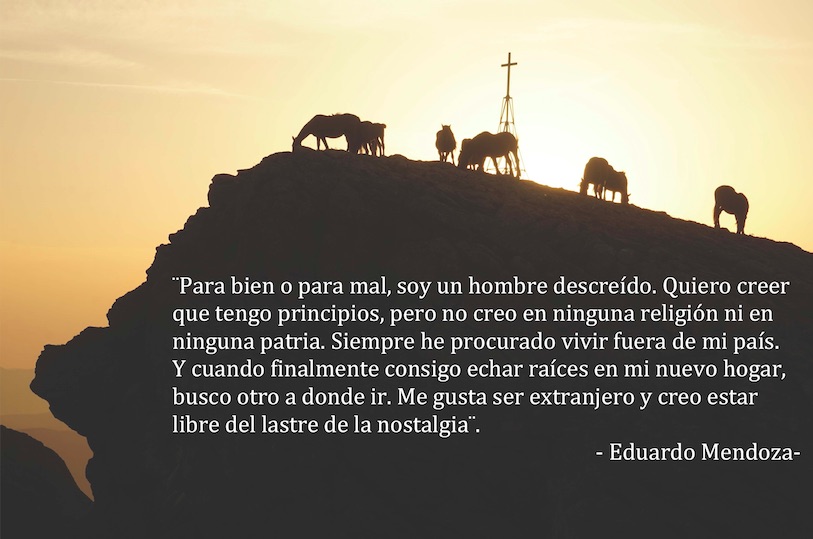 ¨Para bien o para mal, soy un hombre descreído. Quiero creer
que tengo principios, pero no creo en ninguna religión ni en
ninguna patria. Siempre he procurado vivir fuera de mi país.
Y cuando finalmente consigo echar raíces en mi nuevo hogar,
busco otro a donde ir. Me gusta ser extranjero y creo estar
libre del lastre de la nostalgia¨.
- Eduardo Mendoza-